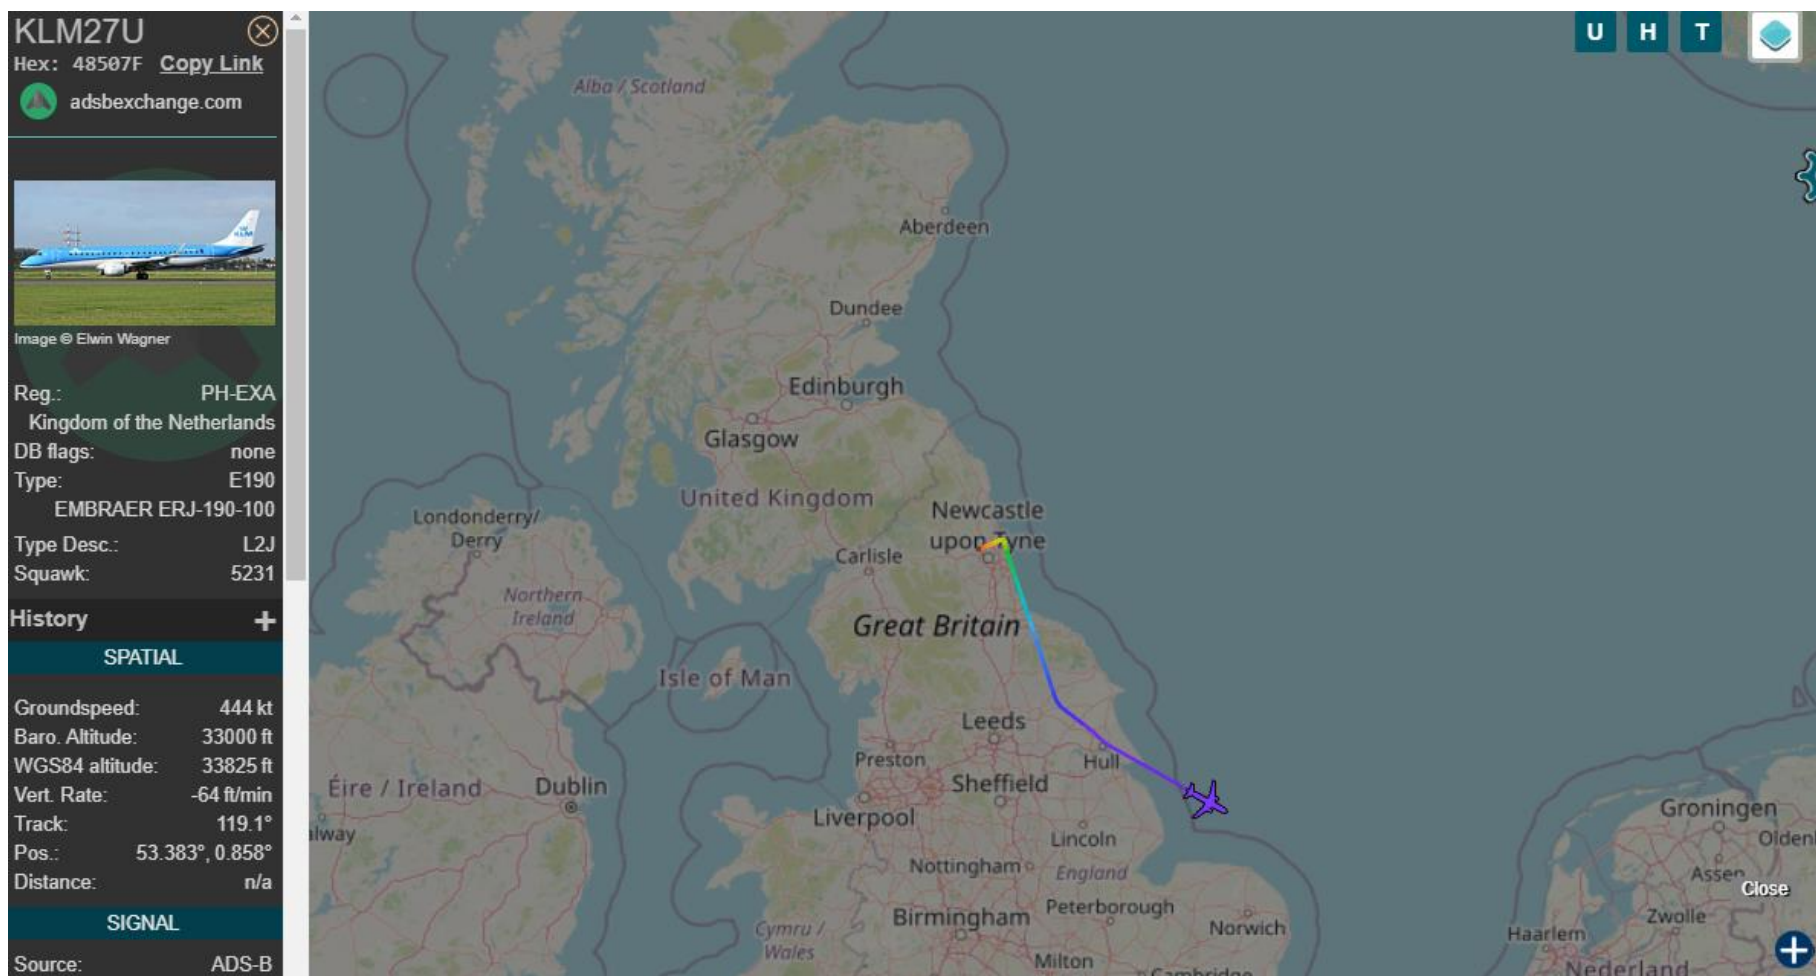 KLM27U
Hex: 48507F Copy Link
adsbexchange.com
KLM
Image © Elwin Wagner
Reg.: PH-EXA
Kingdom of the Netherlands
DB flags: none
Type: E190
EMBRAER ERJ-190-100
Type Desc.: L2J
Squawk: 5231
History +
SPATIAL
Groundspeed: 444 kt
Baro. Altitude: 33000 ft
WGS84 altitude: 33825 ft
Vert. Rate: -64 ft/min
Track: 119.1°
Pos.: 53.383°, 0.858°
Distance: n/a
SIGNAL
Source: ADS-B
U H T
Alba / Scotland
Aberdeen
Dundee
Edinburgh
Glasgow
United Kingdom
Newcastle
upon Tyne
Londonderry/
Derry
Carlisle
Northern
Ireland
Great Britain
Isle of Man
Leeds
Preston
Hull
Sheffield
Éire / Ireland
Dublin
Liverpool
alway
Lincoln
Nottingham
England
Birmingham
Peterborough
Norwich
Cymru /
Wales
Milton
Cambridge
Groningen
Olden
Assen
Close
Zwolle
Haarlem
Nederland